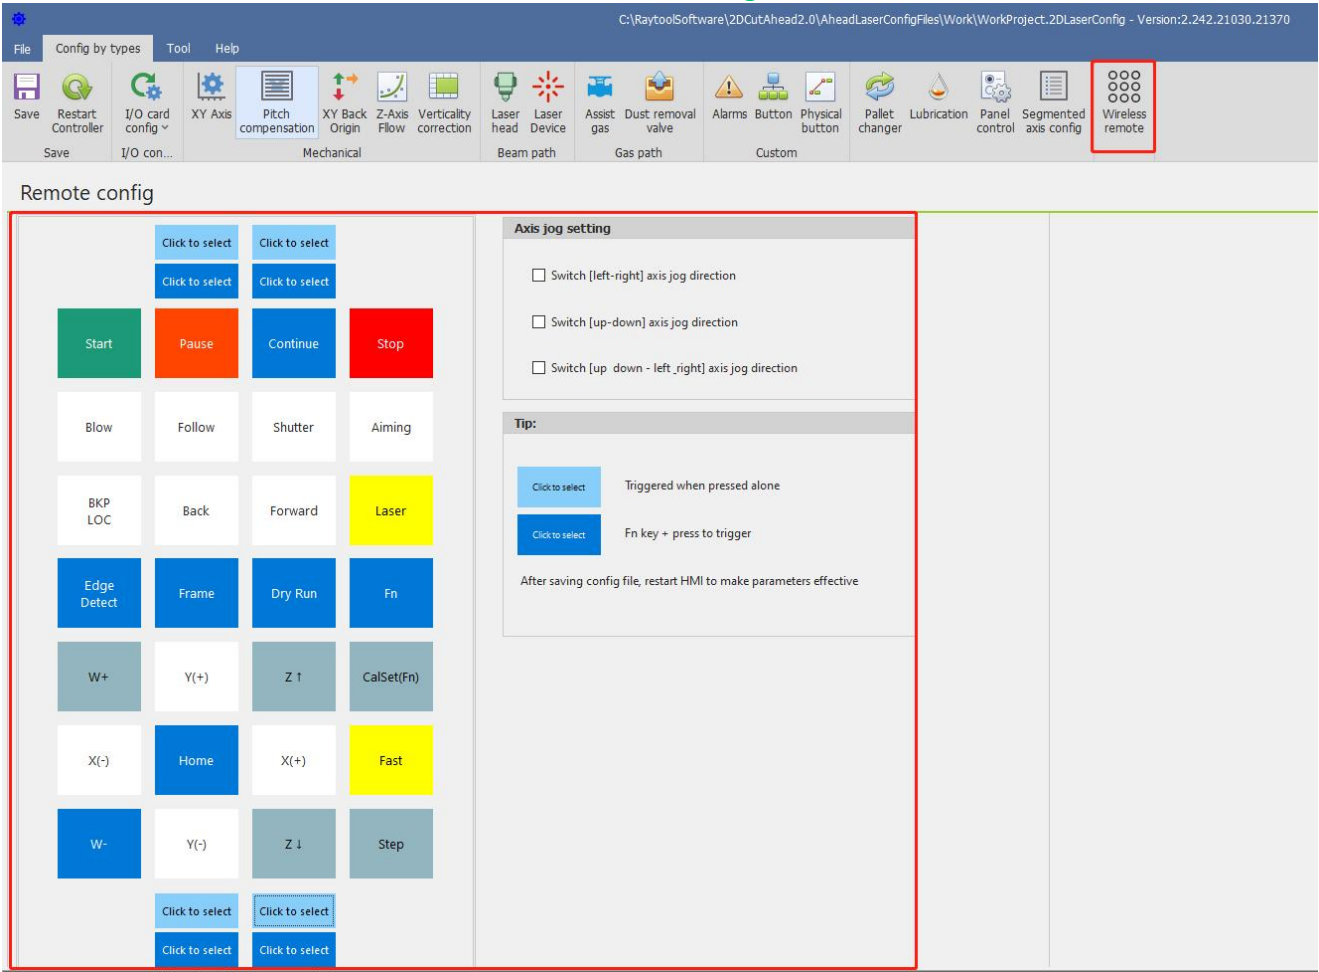 C:\RaytoolSoftware\2DCutAhead2.0\AheadLaserConfigFiles\Work\WorkProject.2DLaserConfig - Version:2.242.21030.21370
File Config by types Tool Help
Save Restart Controller I/O card config XY Axis Pitch compensation XY Back Origin Z-Axis Fllow Verticality correction Laser head Laser Device Assist gas Dust removal valve Alarms Button Physical button Pallet changer Lubrication Panel control Segmented axis config Wireless remote
Save I/O con... Mechanical Beam path Gas path Custom
Remote config
Click to select Click to select
Click to select Click to select
Start Pause Continue Stop
Blow Follow Shutter Aiming
BKP LOC Back Forward Laser
Edge Detect Frame Dry Run Fn
W+ Y(+) Z ↑ CalSet(Fn)
X(-) Home X(+) Fast
W- Y(-) Z ↓ Step
Click to select Click to select
Click to select Click to select
Axis jog setting
Switch [left-right] axis jog direction
Switch [up-down] axis jog direction
Switch [up down - left_right] axis jog direction
Tip:
Click to select Triggered when pressed alone
Click to select Fn key + press to trigger
After saving config file, restart HMI to make parameters effective